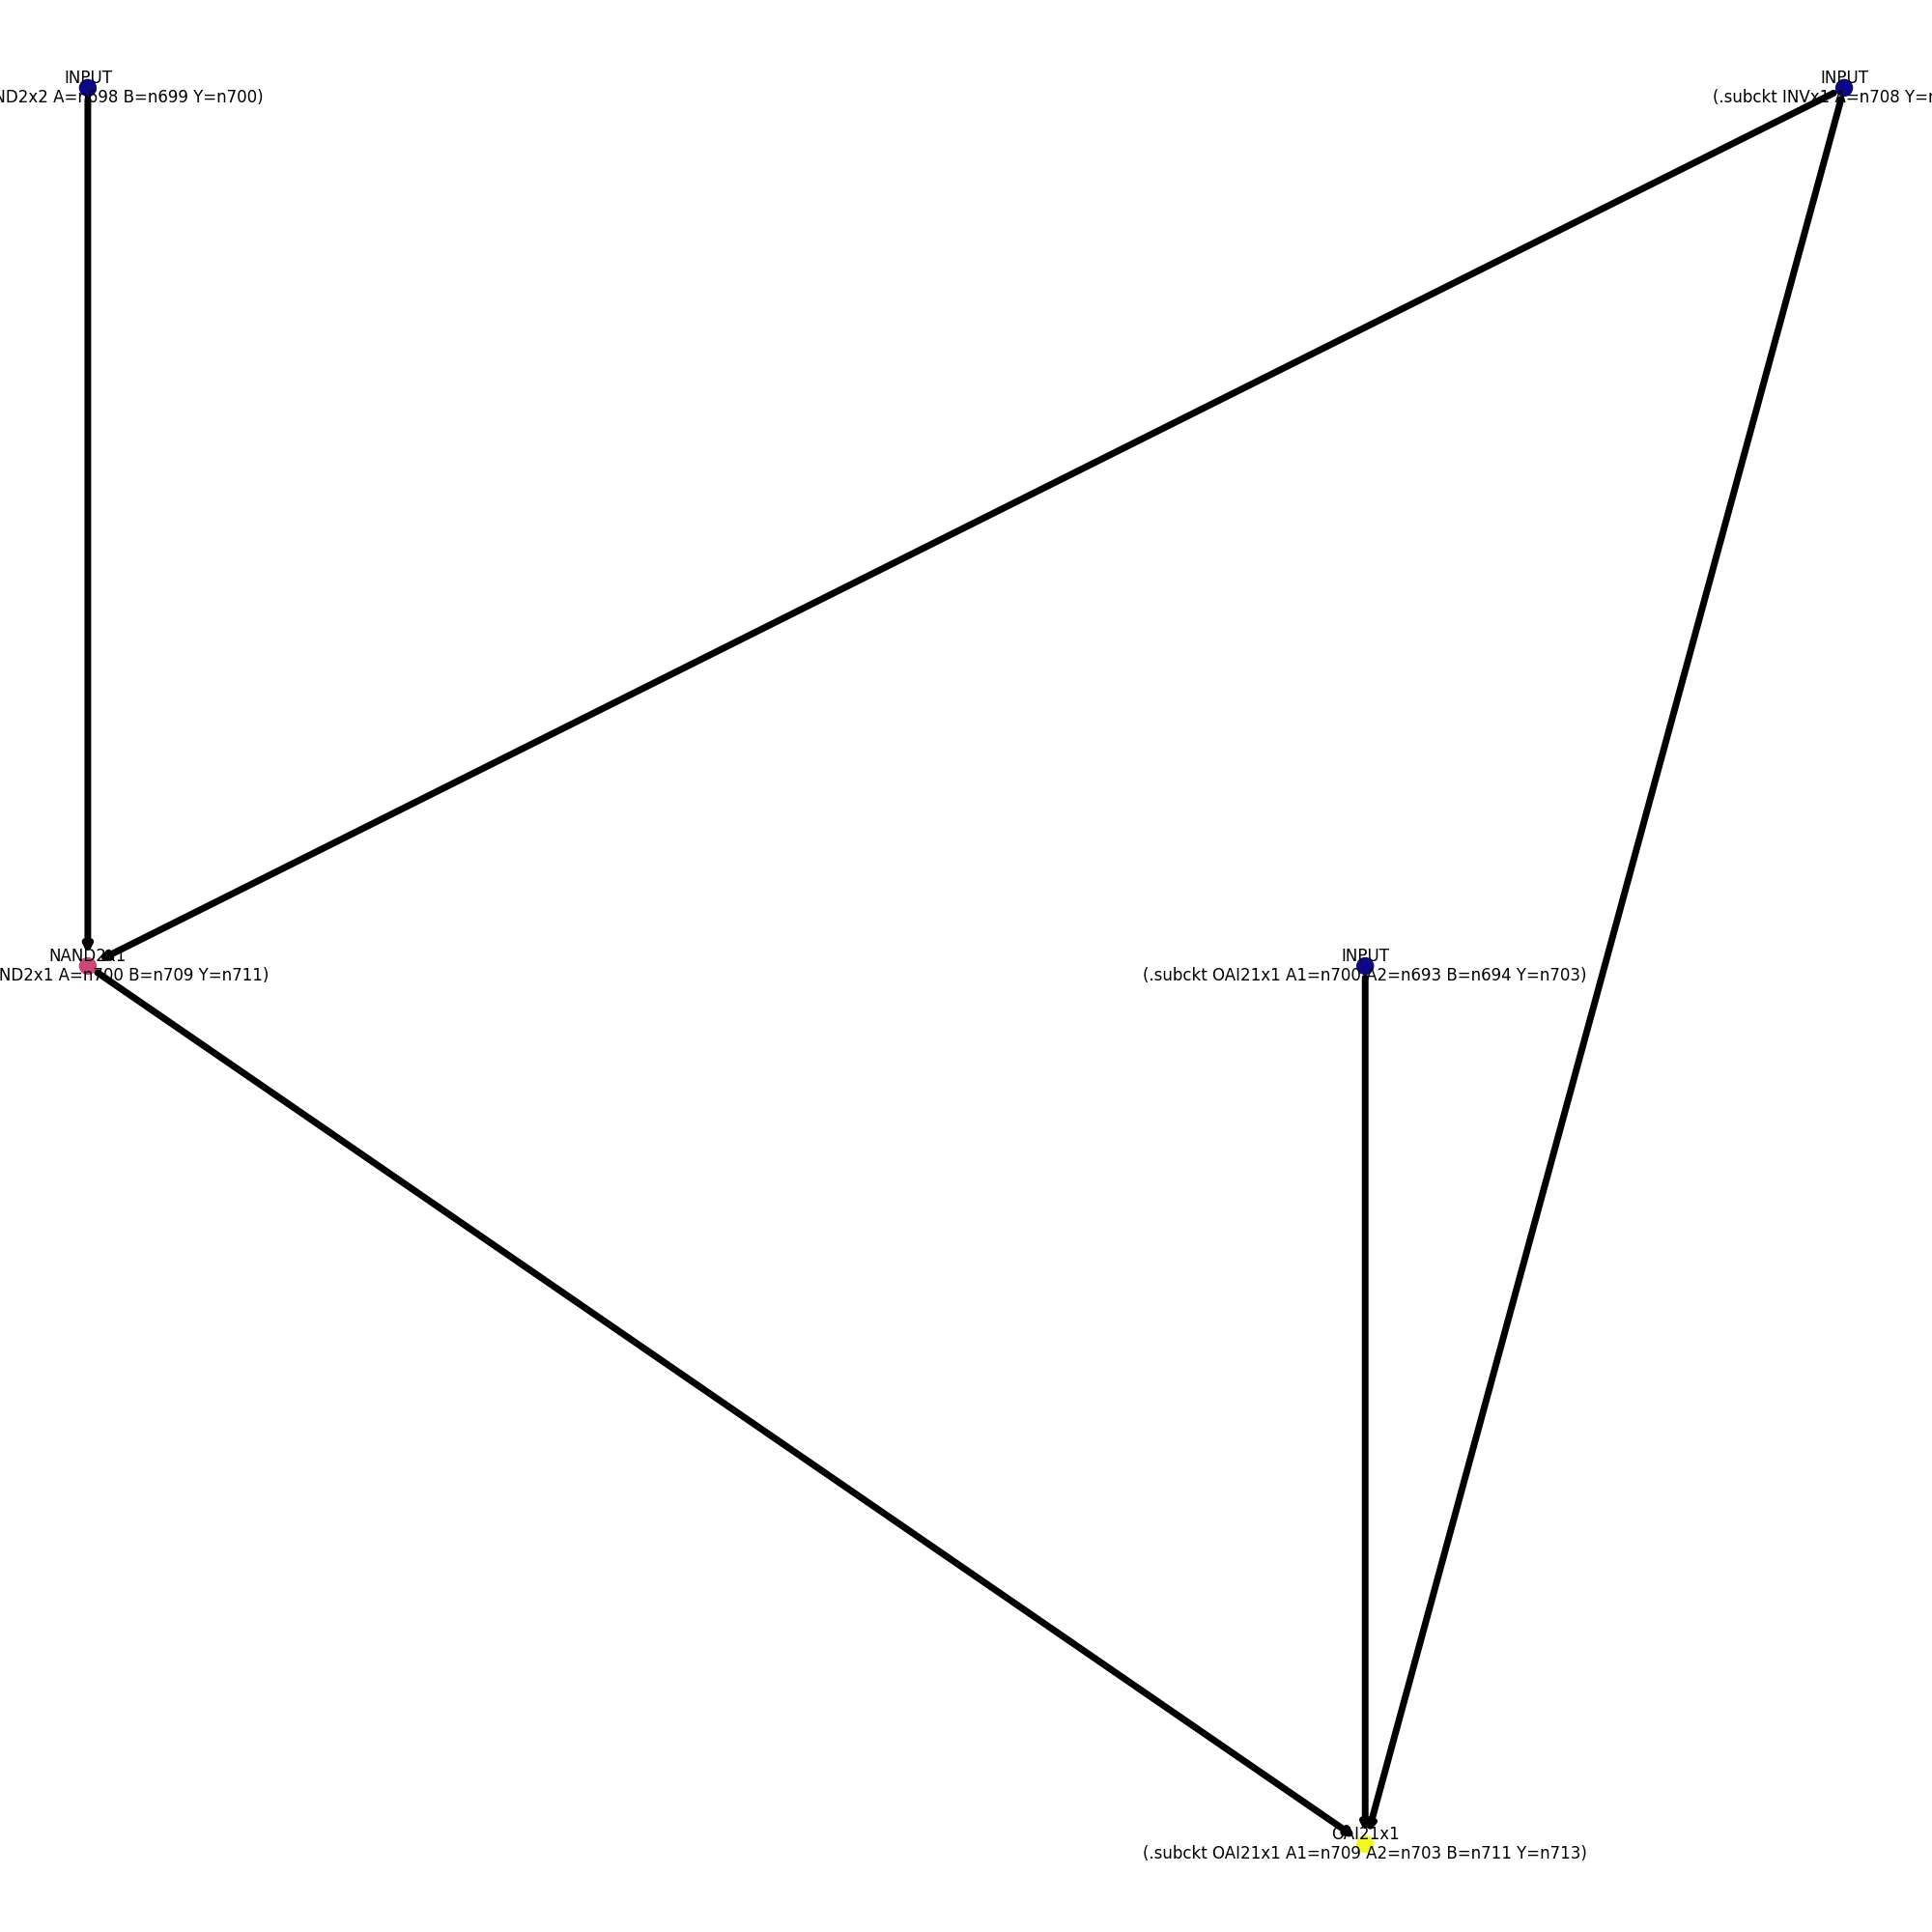 INPUT
ND2x2 A=n698 B=n699 Y=n700)
INPUT
(.subckt INVx1 A=n708 Y=n
NAND2x1
ND2x1 A=n700 B=n709 Y=n711)
INPUT
(.subckt OAI21x1 A1=n700 A2=n693 B=n694 Y=n703)
OAI21x1
(.subckt OAI21x1 A1=n709 A2=n703 B=n711 Y=n713)